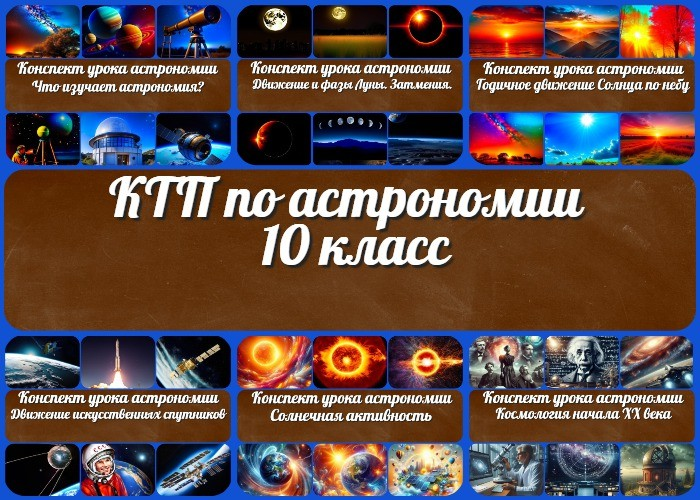 Конспект урока астрономии
Что изучает астрономия?
Конспект урока астрономии
Движение и фазы Луны. Затмения.
Конспект урока астрономии
Годичное движение Солнца по небу
КТП по астрономии
10 класс
Конспект урока астрономии
Движение искусственных спутников
Конспект урока астрономии
Солнечная активность
Конспект урока астрономии
Космология начала XX века